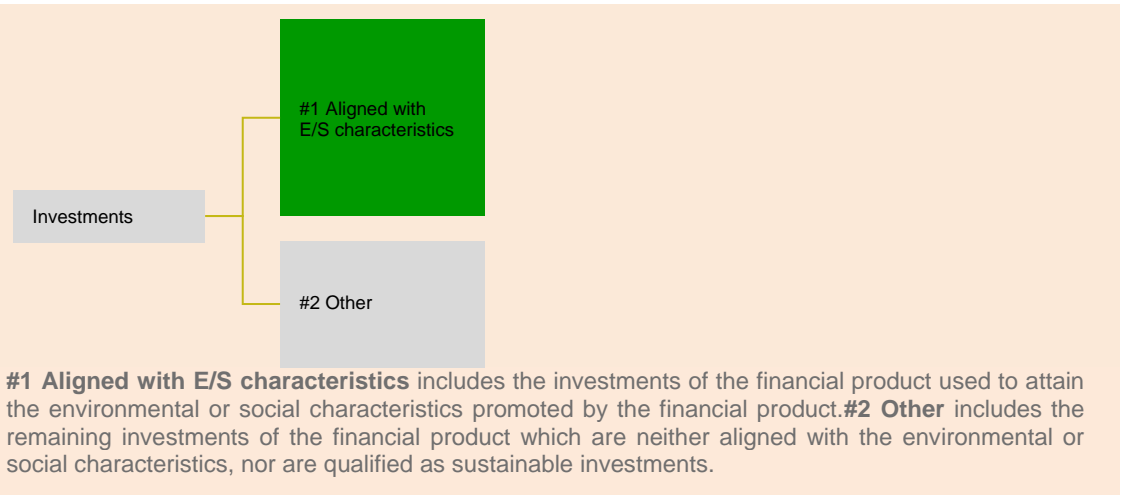 #1 Aligned with
E/S characteristics
Investments
#2 Other
#1 Aligned with E/S characteristics includes the investments of the financial product used to attain
the environmental or social characteristics promoted by the financial product.#2 Other includes the
remaining investments of the financial product which are neither aligned with the environmental or
social characteristics, nor are qualified as sustainable investments.